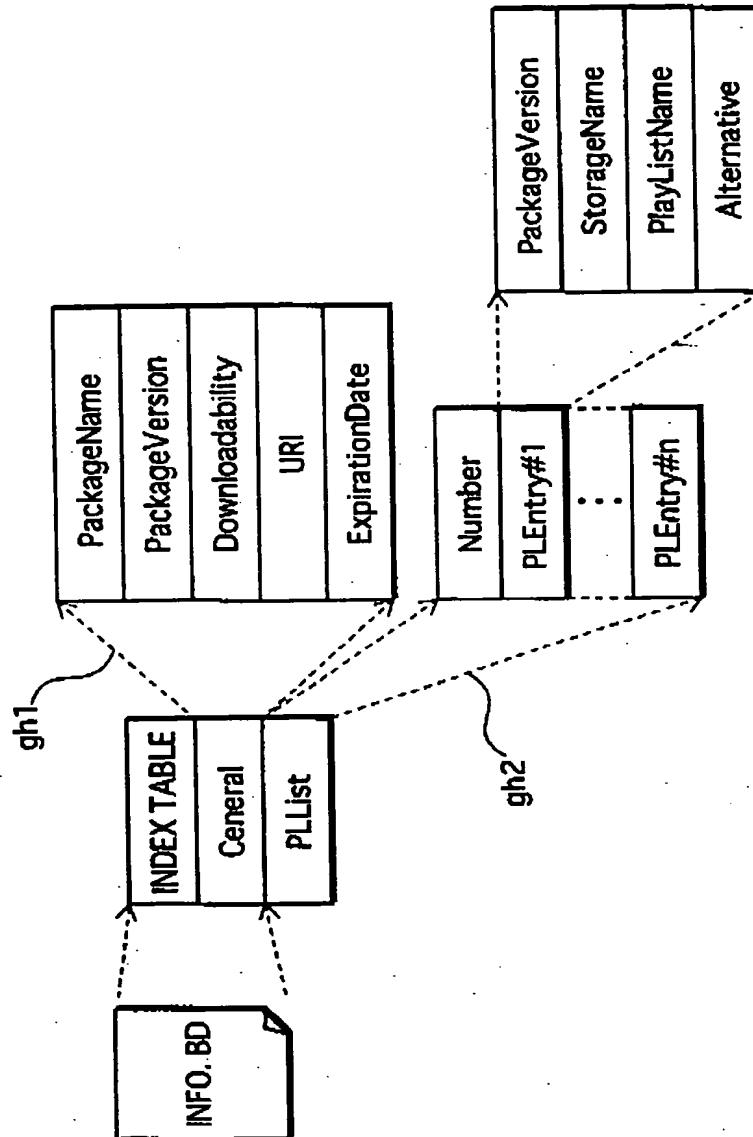 INFO. BD
INDEX TABLE
Ceneral
PLList
gh1
gh2
PackageName
PackageVersion
Downloadability
URI
ExpirationDate
Number
PLEntry#1
PLEntry#n
PackageVersion
StorageName
PlayListName
Alternative